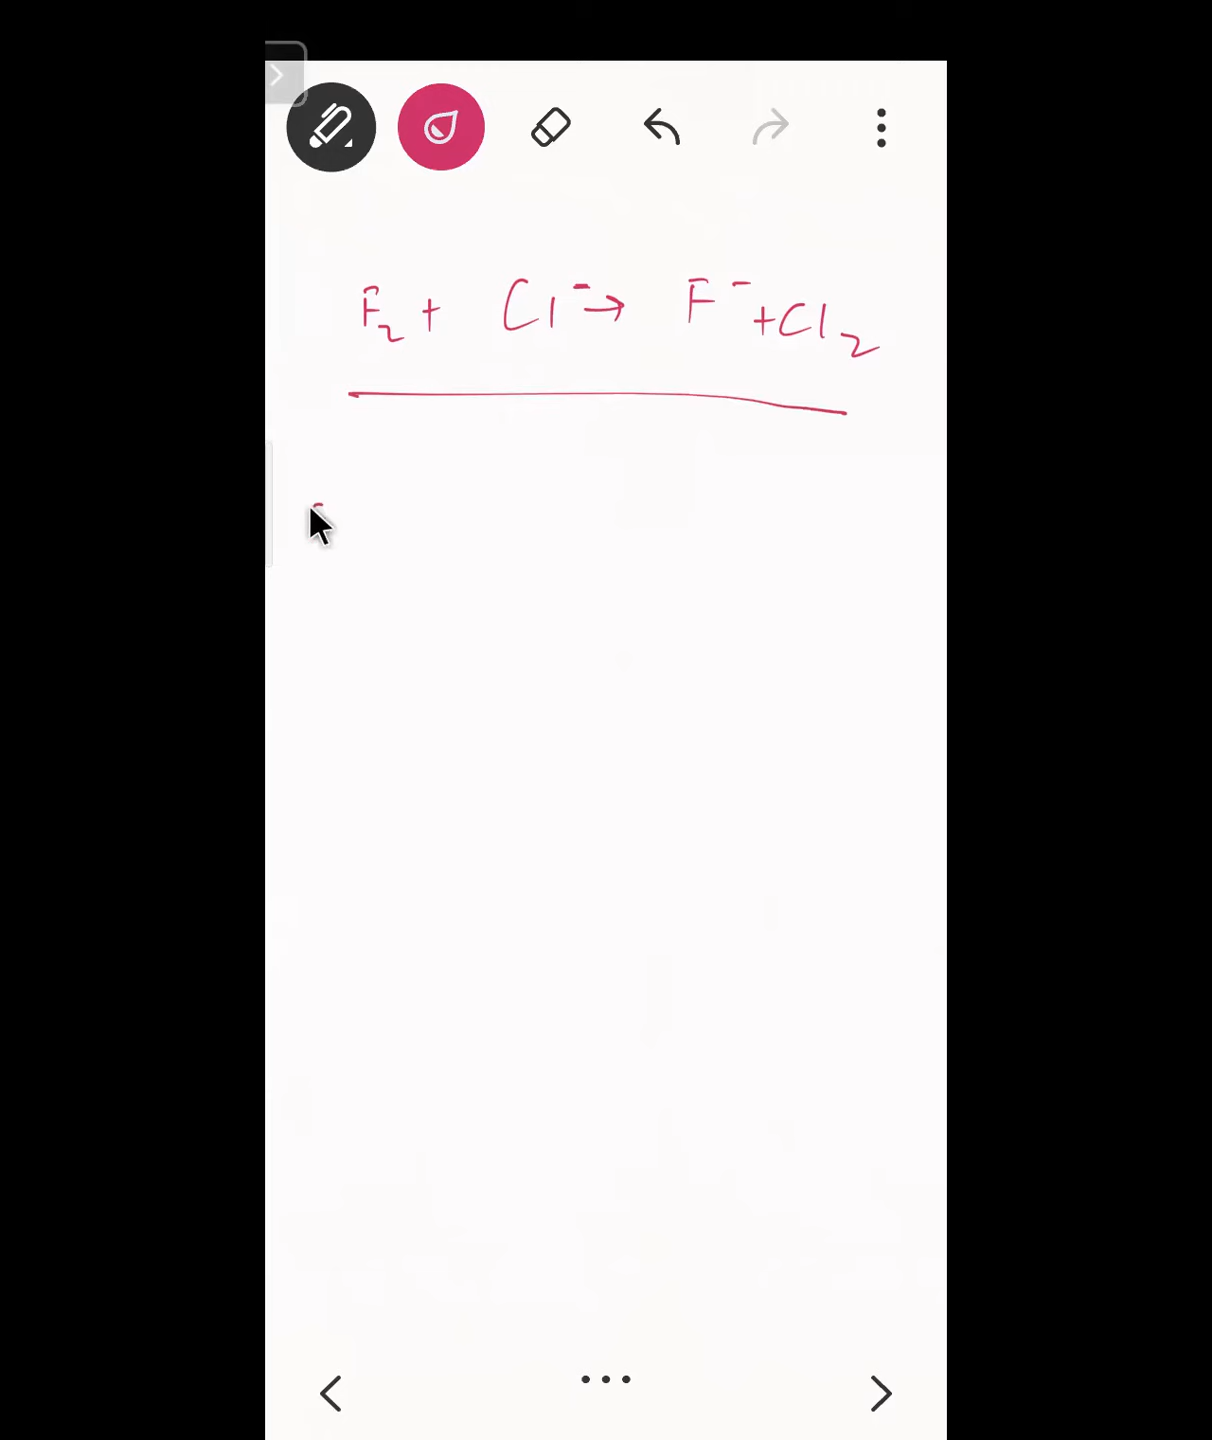 F₂ + Cl⁻ → F⁻ + Cl₂